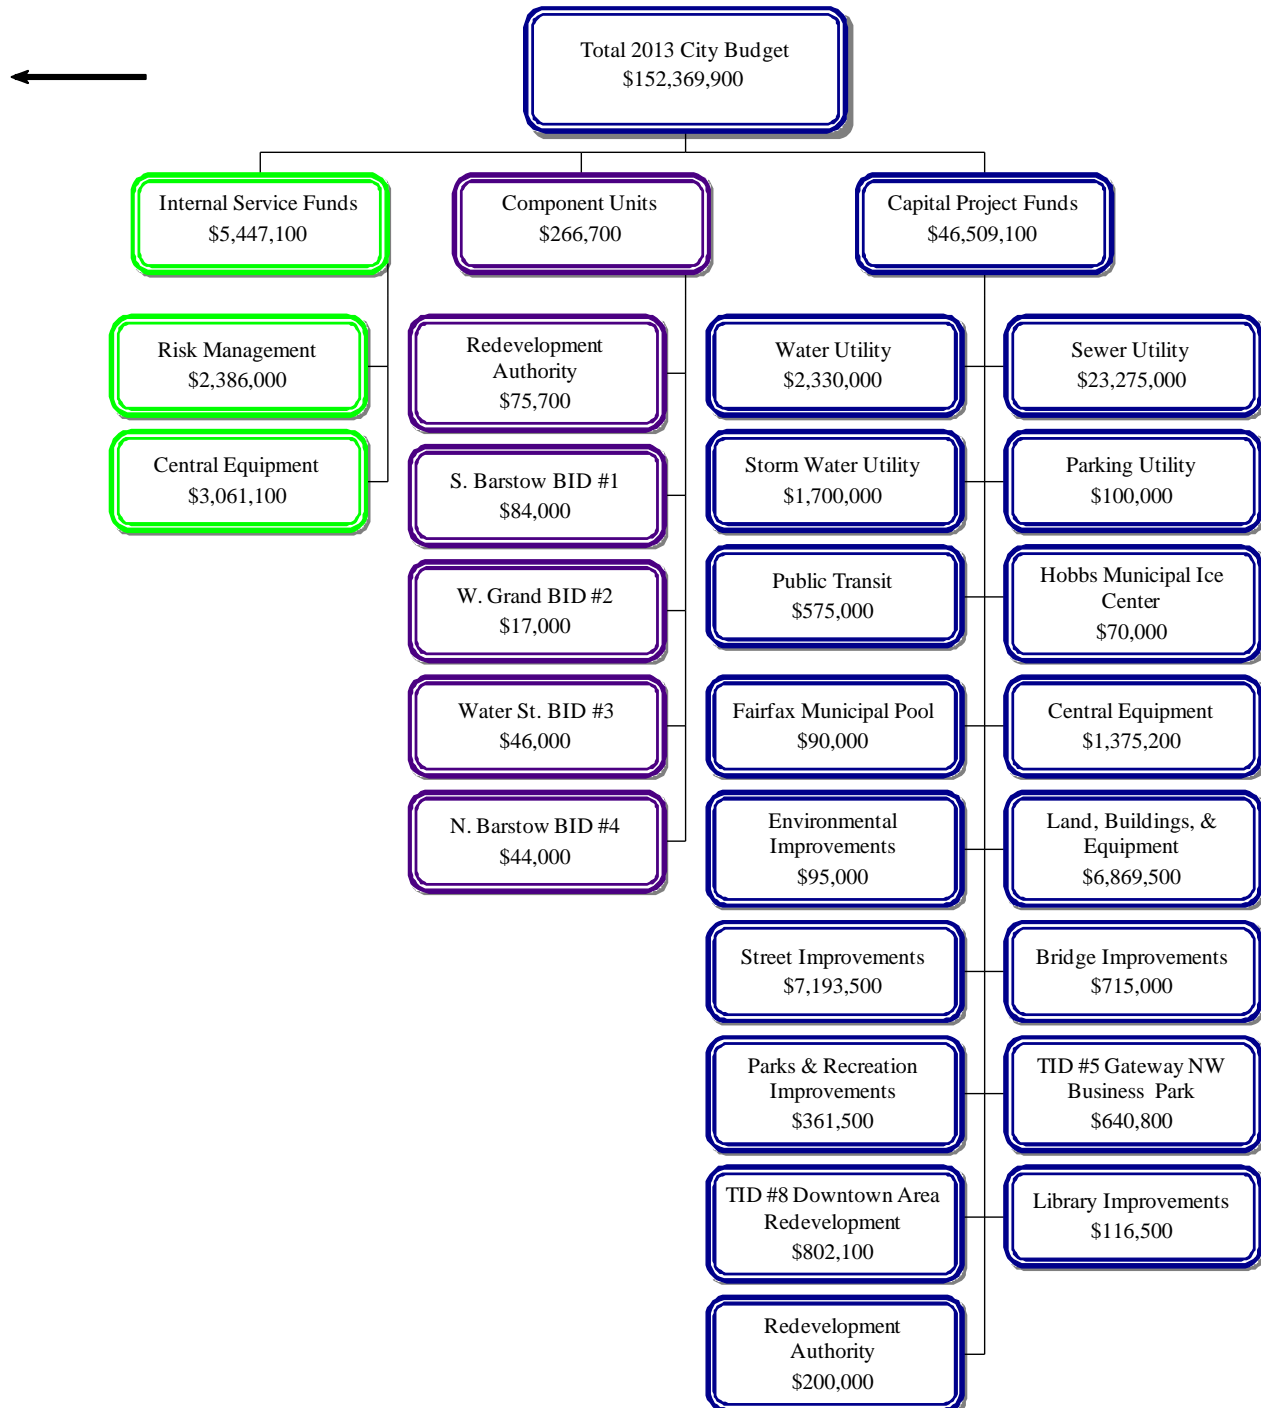 Total 2013 City Budget
$152,369,900
Internal Service Funds
$5,447,100
Component Units
$266,700
Capital Project Funds
$46,509,100
Risk Management
$2,386,000
Central Equipment
$3,061,100
Redevelopment
Authority
$75,700
S. Barstow BID #1
$84,000
W. Grand BID #2
$17,000
Water St. BID #3
$46,000
N. Barstow BID #4
$44,000
Water Utility
$2,330,000
Sewer Utility
$23,275,000
Storm Water Utility
$1,700,000
Parking Utility
$100,000
Public Transit
$575,000
Hobbs Municipal Ice
Center
$70,000
Fairfax Municipal Pool
$90,000
Central Equipment
$1,375,200
Environmental
Improvements
$95,000
Land, Buildings, &
Equipment
$6,869,500
Street Improvements
$7,193,500
Bridge Improvements
$715,000
Parks & Recreation
Improvements
$361,500
TID #5 Gateway NW
Business Park
$640,800
TID #8 Downtown Area
Redevelopment
$802,100
Library Improvements
$116,500
Redevelopment
Authority
$200,000